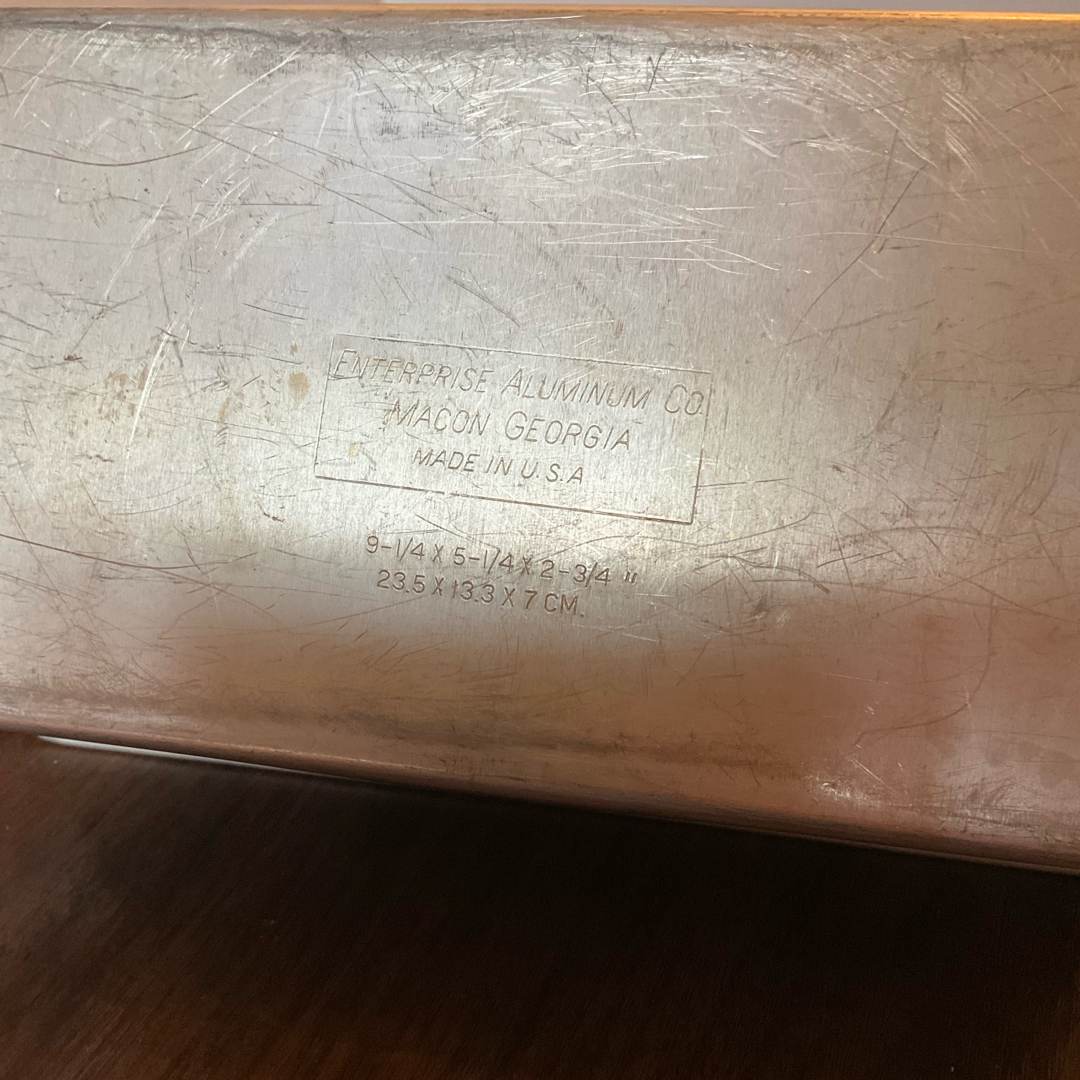 ENTERPRISE ALUMINUM CO.
MACON GEORGIA
MADE IN U.S.A
9-1/4 X 5-1/4 X 2-3/4 "
23.5 X 13.3 X 7 CM.